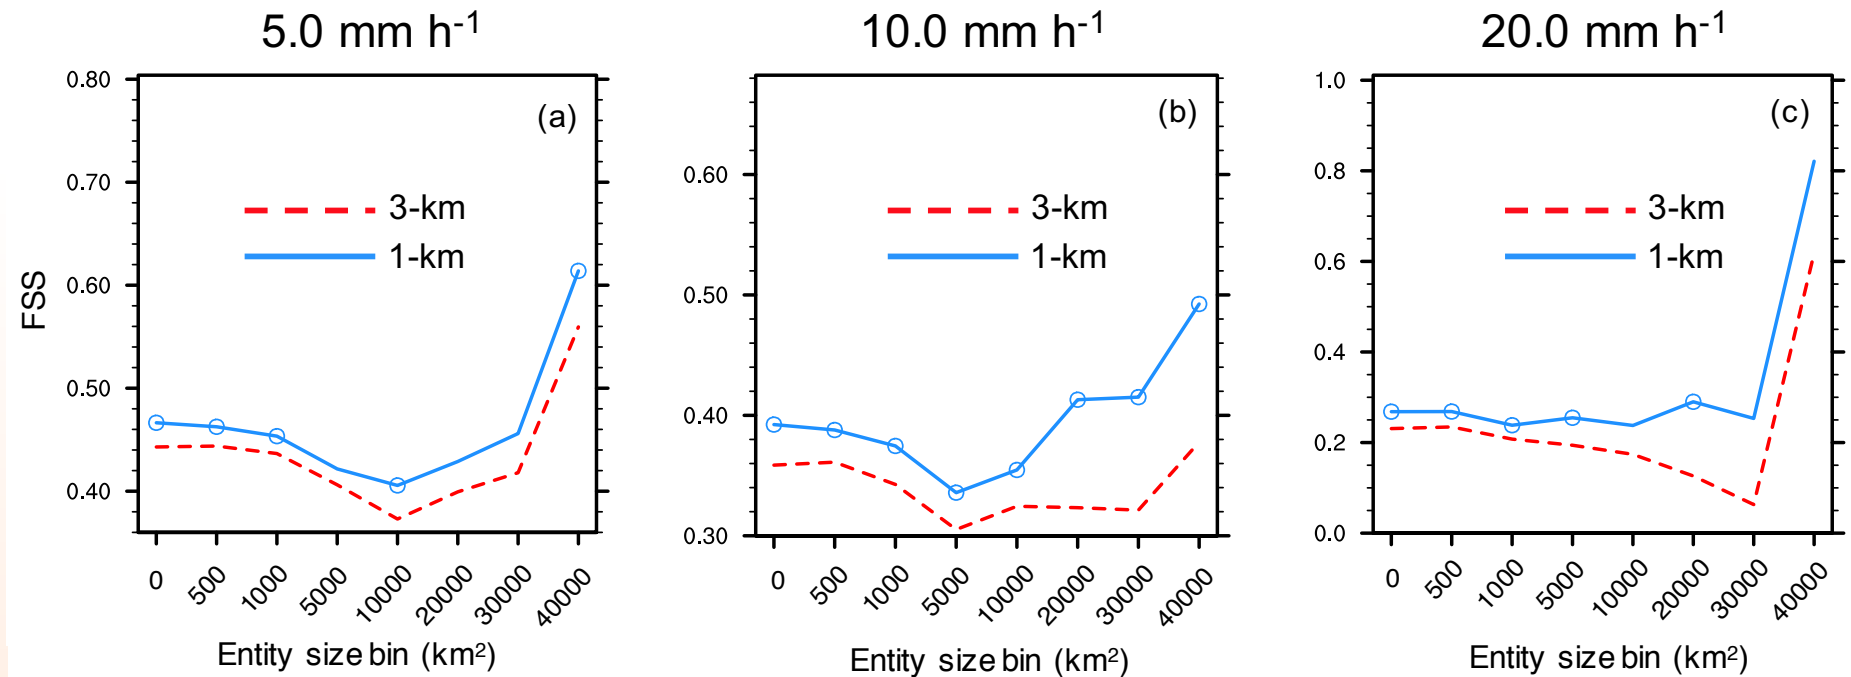 5.0 mm h⁻¹
10.0 mm h⁻¹
20.0 mm h⁻¹
FSS
0.80
0.70
0.60
0.50
0.40
(a)
3-km
1-km
0 500 1000 5000 10000 20000 30000 40000
Entity size bin (km²)
0.60
0.50
0.40
0.30
(b)
3-km
1-km
0 500 1000 5000 10000 20000 30000 40000
Entity size bin (km²)
1.0
0.8
0.6
0.4
0.2
0.0
(c)
3-km
1-km
0 500 1000 5000 10000 20000 30000 40000
Entity size bin (km²)